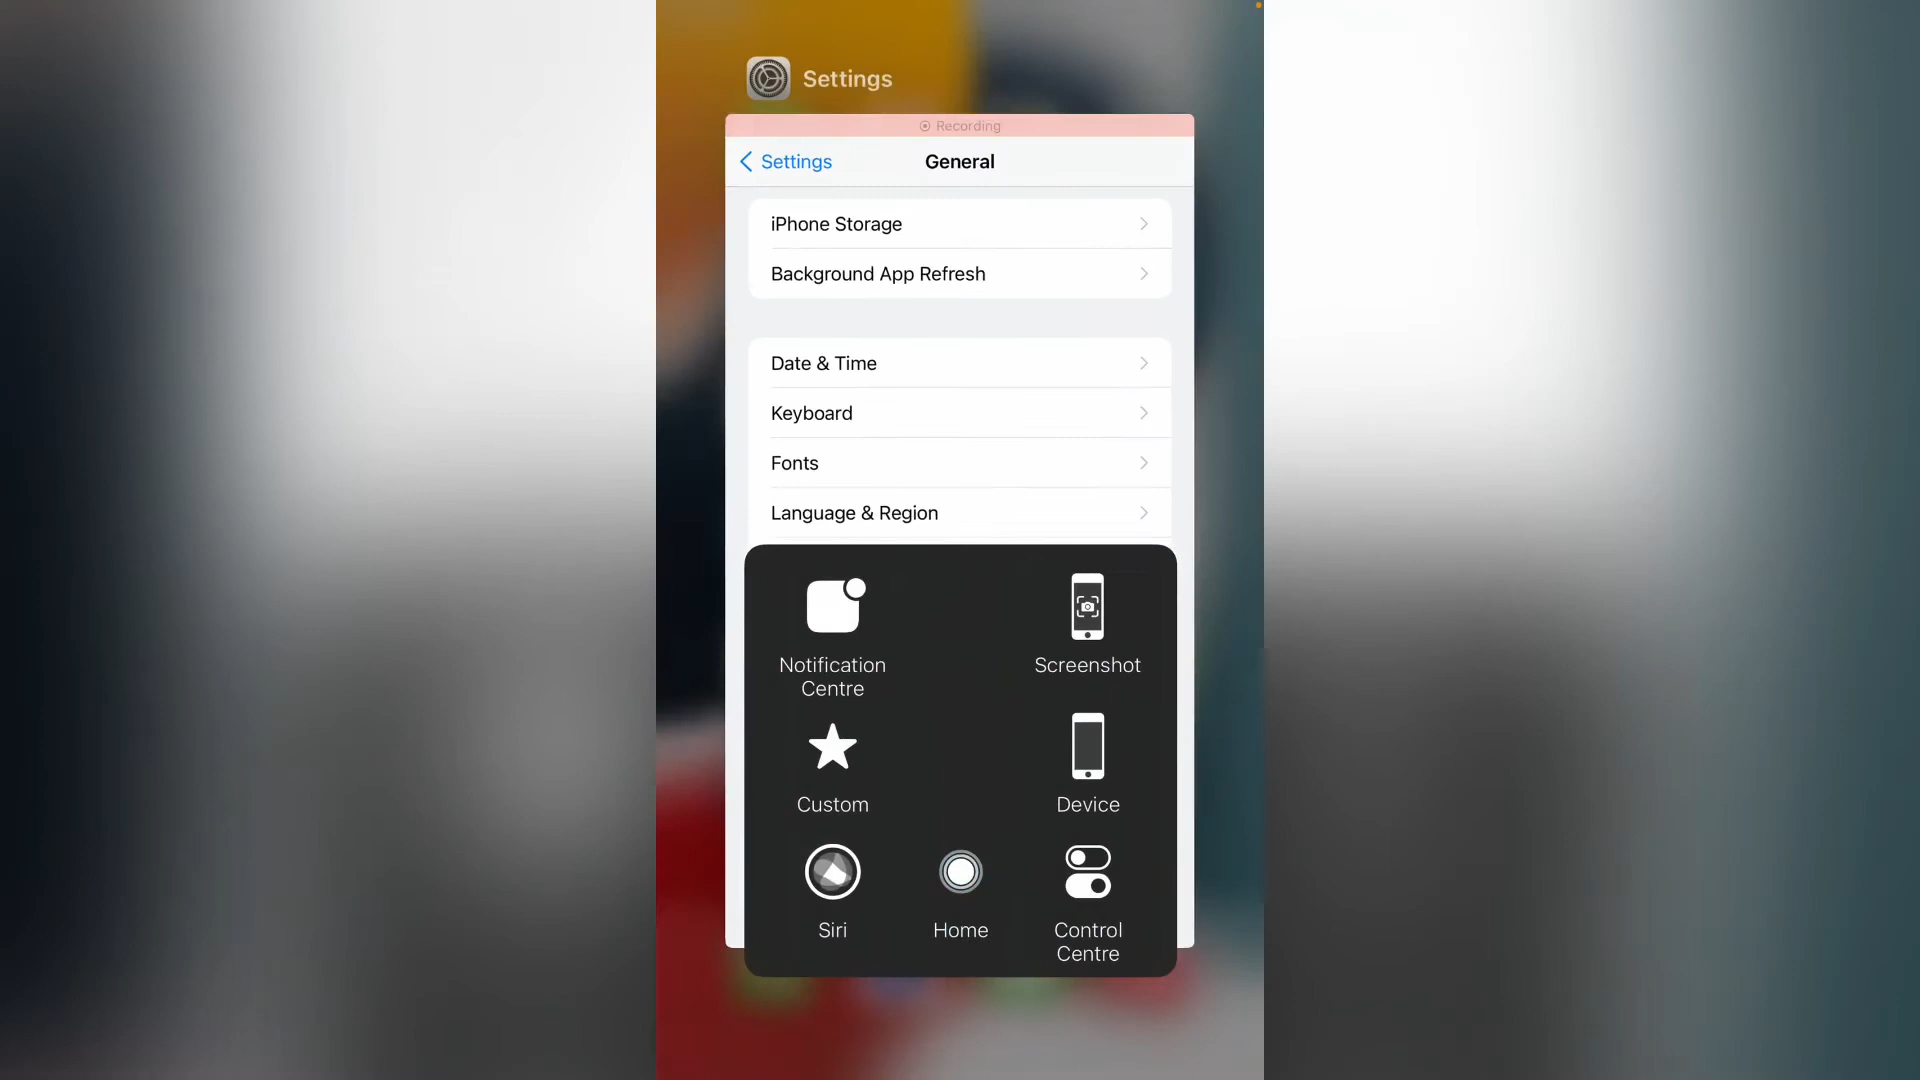 Settings
Recording
Settings
General
iPhone Storage
Background App Refresh
Date & Time
Keyboard
Fonts
Language & Region
Notification
Centre
Screenshot
Custom
Device
Siri
Home
Control
Centre